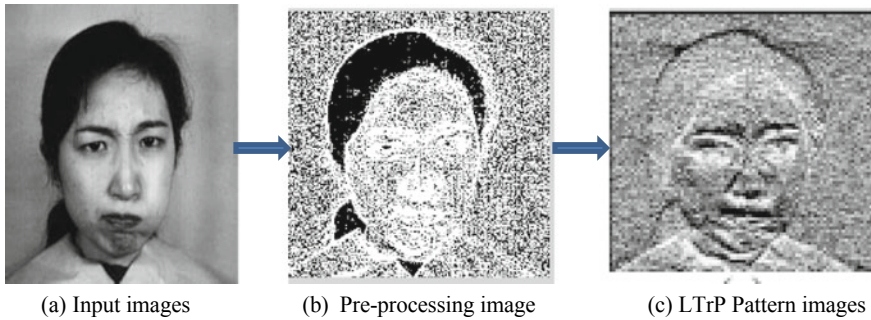 (a) Input images
(b) Pre-processing image
(c) LTrP Pattern images